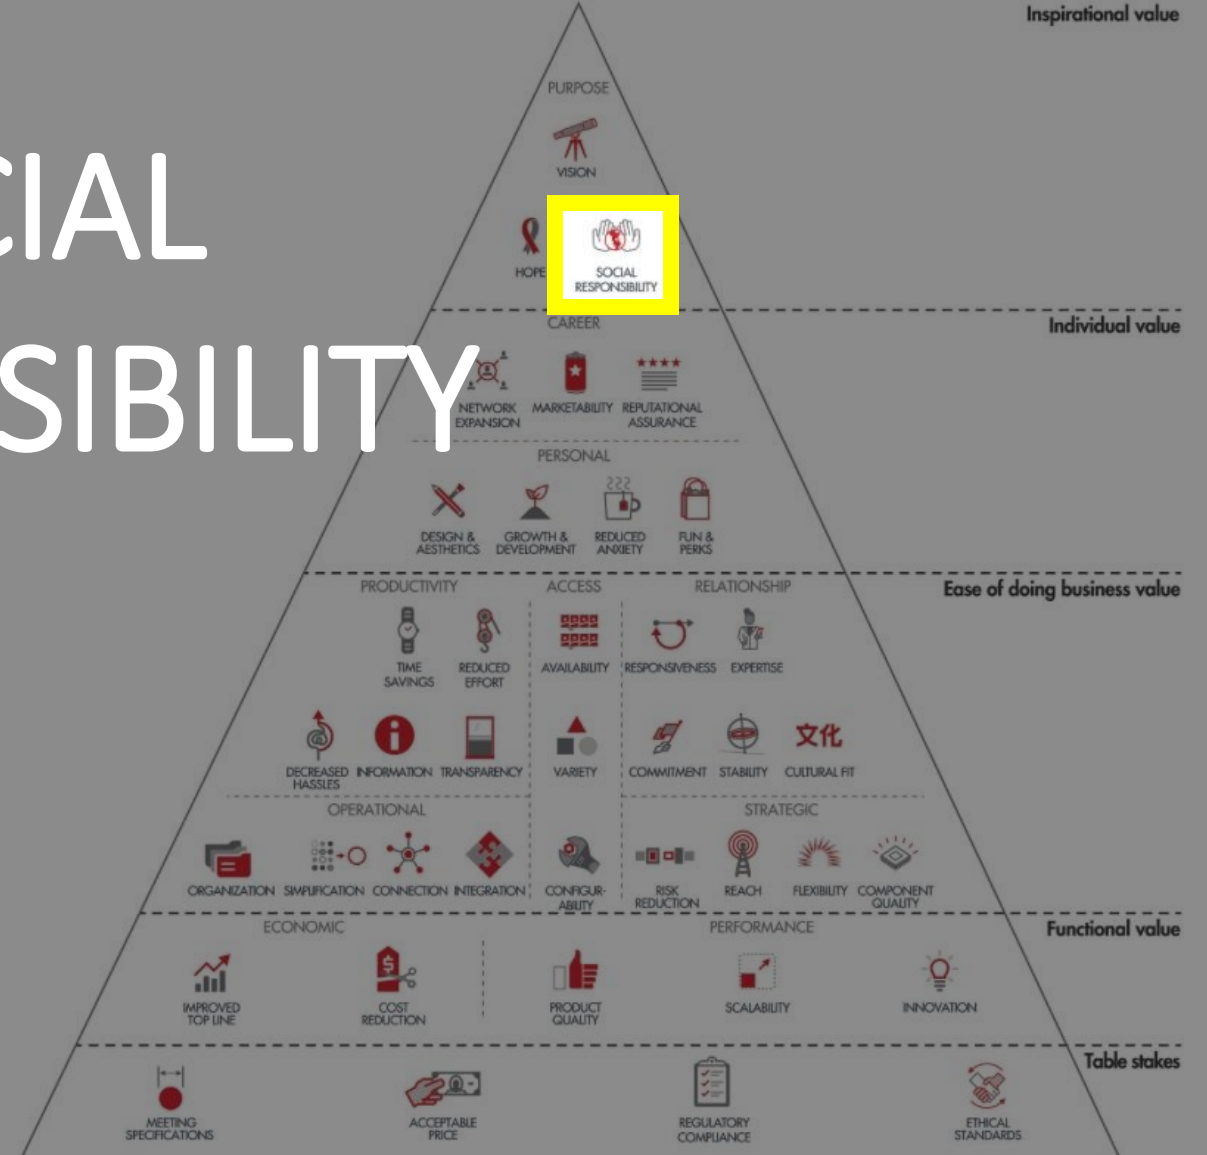 Inspirational value
PURPOSE
VISION
CIAL
HOPE
SOCIAL
RESPONSIBILITY
Individual value
CAREER
SIBILITY
NETWORK
EXPANSION
MARKETABILITY
REPUTATIONAL
ASSURANCE
PERSONAL
DESIGN &
AESTHETICS
GROWTH &
DEVELOPMENT
REDUCED
ANXIETY
FUN &
PERKS
Ease of doing business value
PRODUCTIVITY
ACCESS
RELATIONSHIP
TIME
SAVINGS
REDUCED
EFFORT
AVAILABILITY
RESPONSIVENESS
EXPERTISE
文化
DECREASED
HASSLES
INFORMATION
TRANSPARENCY
VARIETY
COMMITMENT
STABILITY
CULTURAL FIT
OPERATIONAL
STRATEGIC
ORGANIZATION
SIMPLIFICATION
CONNECTION
INTEGRATION
CONFIGUR-
ABILITY
RISK
REDUCTION
REACH
FLEXIBILITY
COMPONENT
QUALITY
Functional value
ECONOMIC
PERFORMANCE
IMPROVED
TOP LINE
$
COST
REDUCTION
PRODUCT
QUALITY
SCALABILITY
INNOVATION
Table stakes
MEETING
SPECIFICATIONS
ACCEPTABLE
PRICE
REGULATORY
COMPLIANCE
ETHICAL
STANDARDS